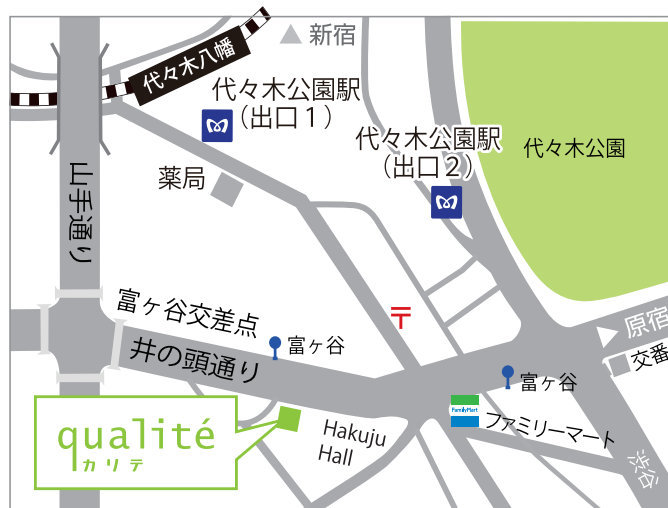 新宿
代々木八幡
代々木公園駅
（出口１）
代々木公園駅
（出口２）
代々木公園
薬局
山手通り
富ヶ谷交差点
井の頭通り
富ヶ谷
〒
原宿
交番
富ヶ谷
FamilyMart
ファミリーマート
Hakuju
Hall
qualité
カリテ
渋谷